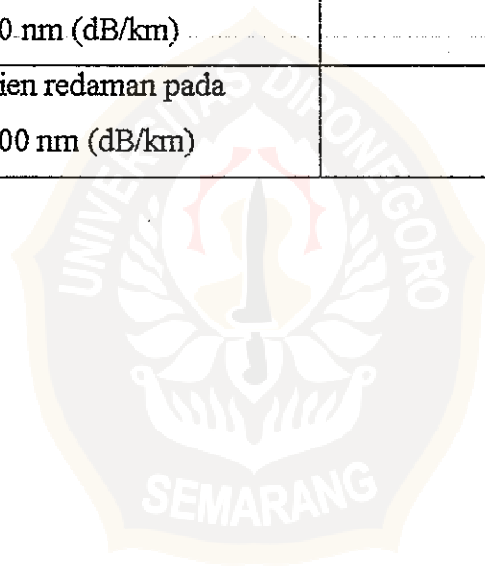 0 nm (dB/km)
ien redaman pada
00 nm (dB/km)
UNIVERSITAS DIPONEGORO
SEMARANG